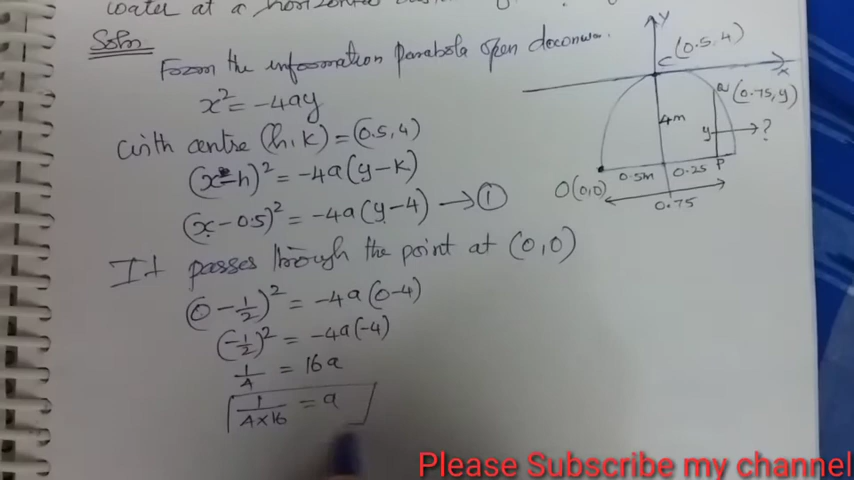 water at a horizontal
Soln
From the information parabola open downwa.
x² = -4ay
with centre (h,k) = (0.5, 4)
(x-h)² = -4a(y-k)
(x-0.5)² = -4a(y-4) → ①
It passes through the point at (0,0)
(0-1/2)² = -4a(0-4)
(-1/2)² = -4a(-4)
1/4 = 16a
1/4×16 = a
y
C(0.5,4)
x
Q(0.75,y)
4m
y → ?
O(0,0)
0.5m
0.25
P
0.75
Please Subscribe my channel